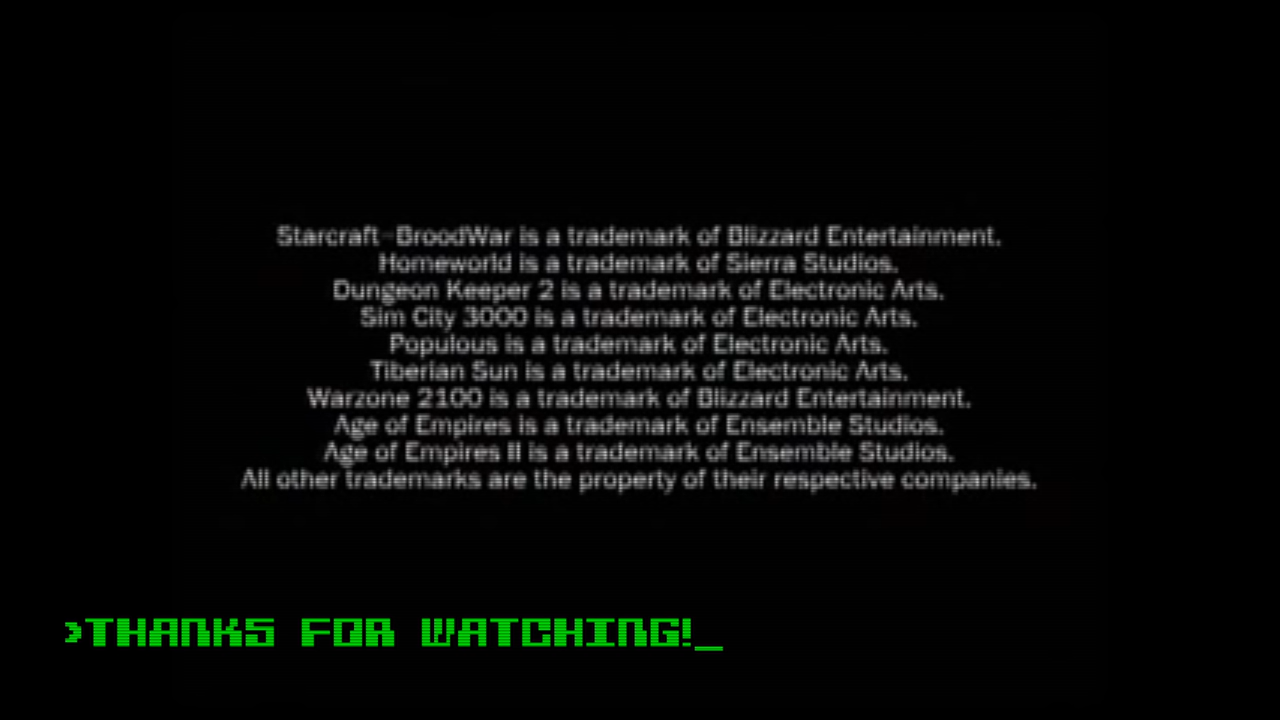 Starcraft-BroodWar is a trademark of Blizzard Entertainment.
Homeworld is a trademark of Sierra Studios.
Dungeon Keeper 2 is a trademark of Electronic Arts.
Sim City 3000 is a trademark of Electronic Arts.
Populous is a trademark of Electronic Arts.
Tiberian Sun is a trademark of Electronic Arts.
Warzone 2100 is a trademark of Blizzard Entertainment.
Age of Empires is a trademark of Ensemble Studios.
Age of Empires II is a trademark of Ensemble Studios.
All other trademarks are the property of their respective companies.
>THANKS FOR WATCHING!_